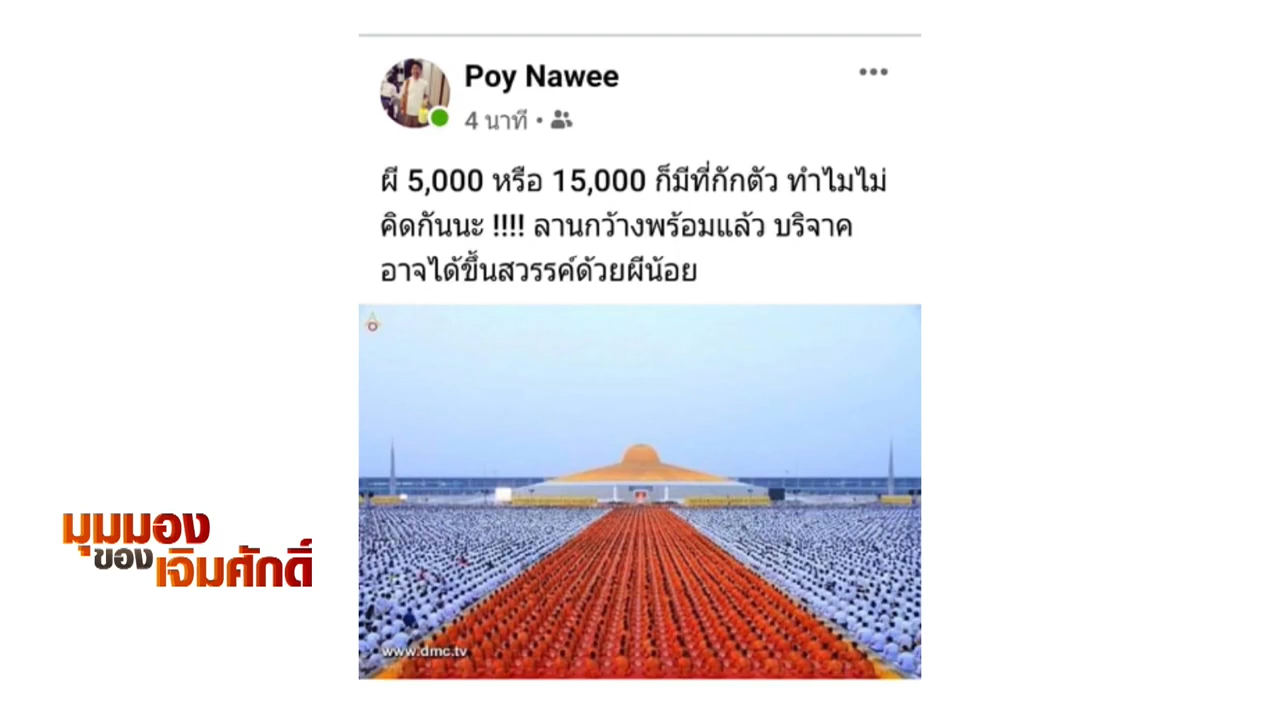 Poy Nawee
4 นาที •
ผี 5,000 หรือ 15,000 ก็มีที่กักตัว ทำไมไม่
คิดกันนะ !!!! ลานกว้างพร้อมแล้ว บริจาค
อาจได้ขึ้นสวรรค์ด้วยผีน้อย
www.dmc.tv
มุมมอง
ของ
เจิมศักดิ์